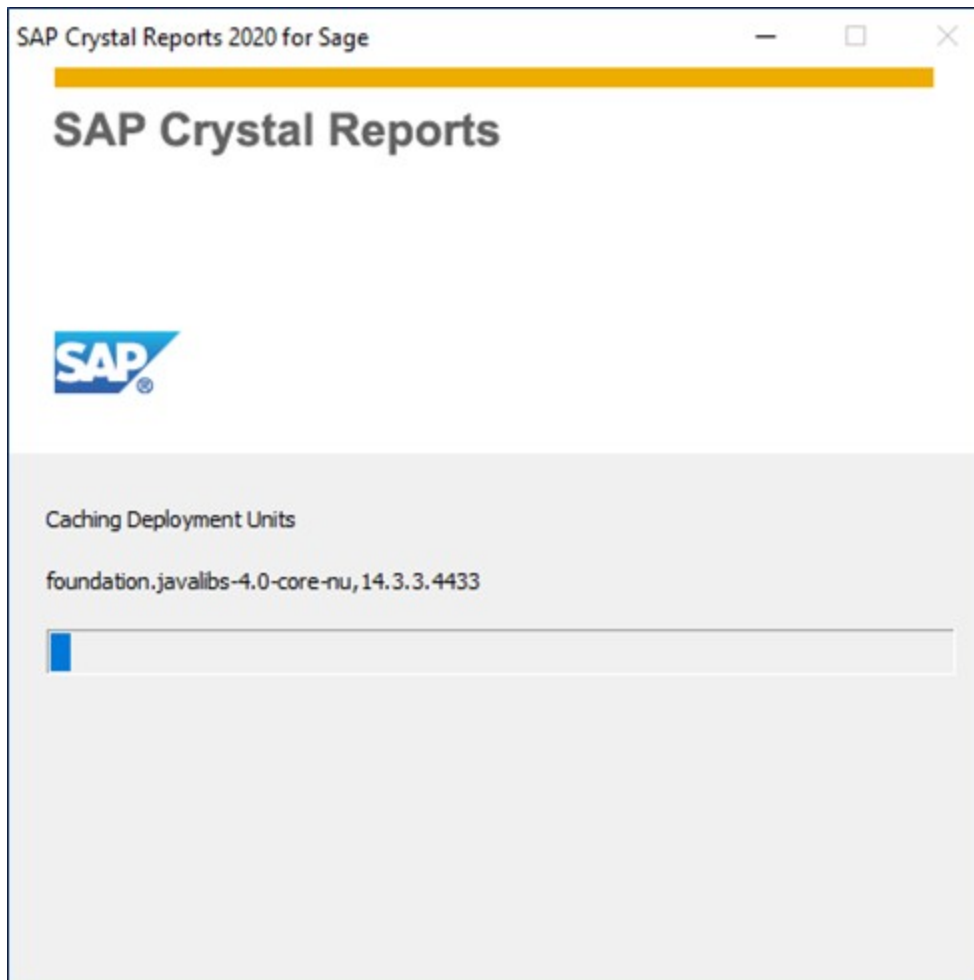 SAP Crystal Reports 2020 for Sage
SAP Crystal Reports
SAP®
Caching Deployment Units
foundation.javalibs-4.0-core-nu,14.3.3.4433